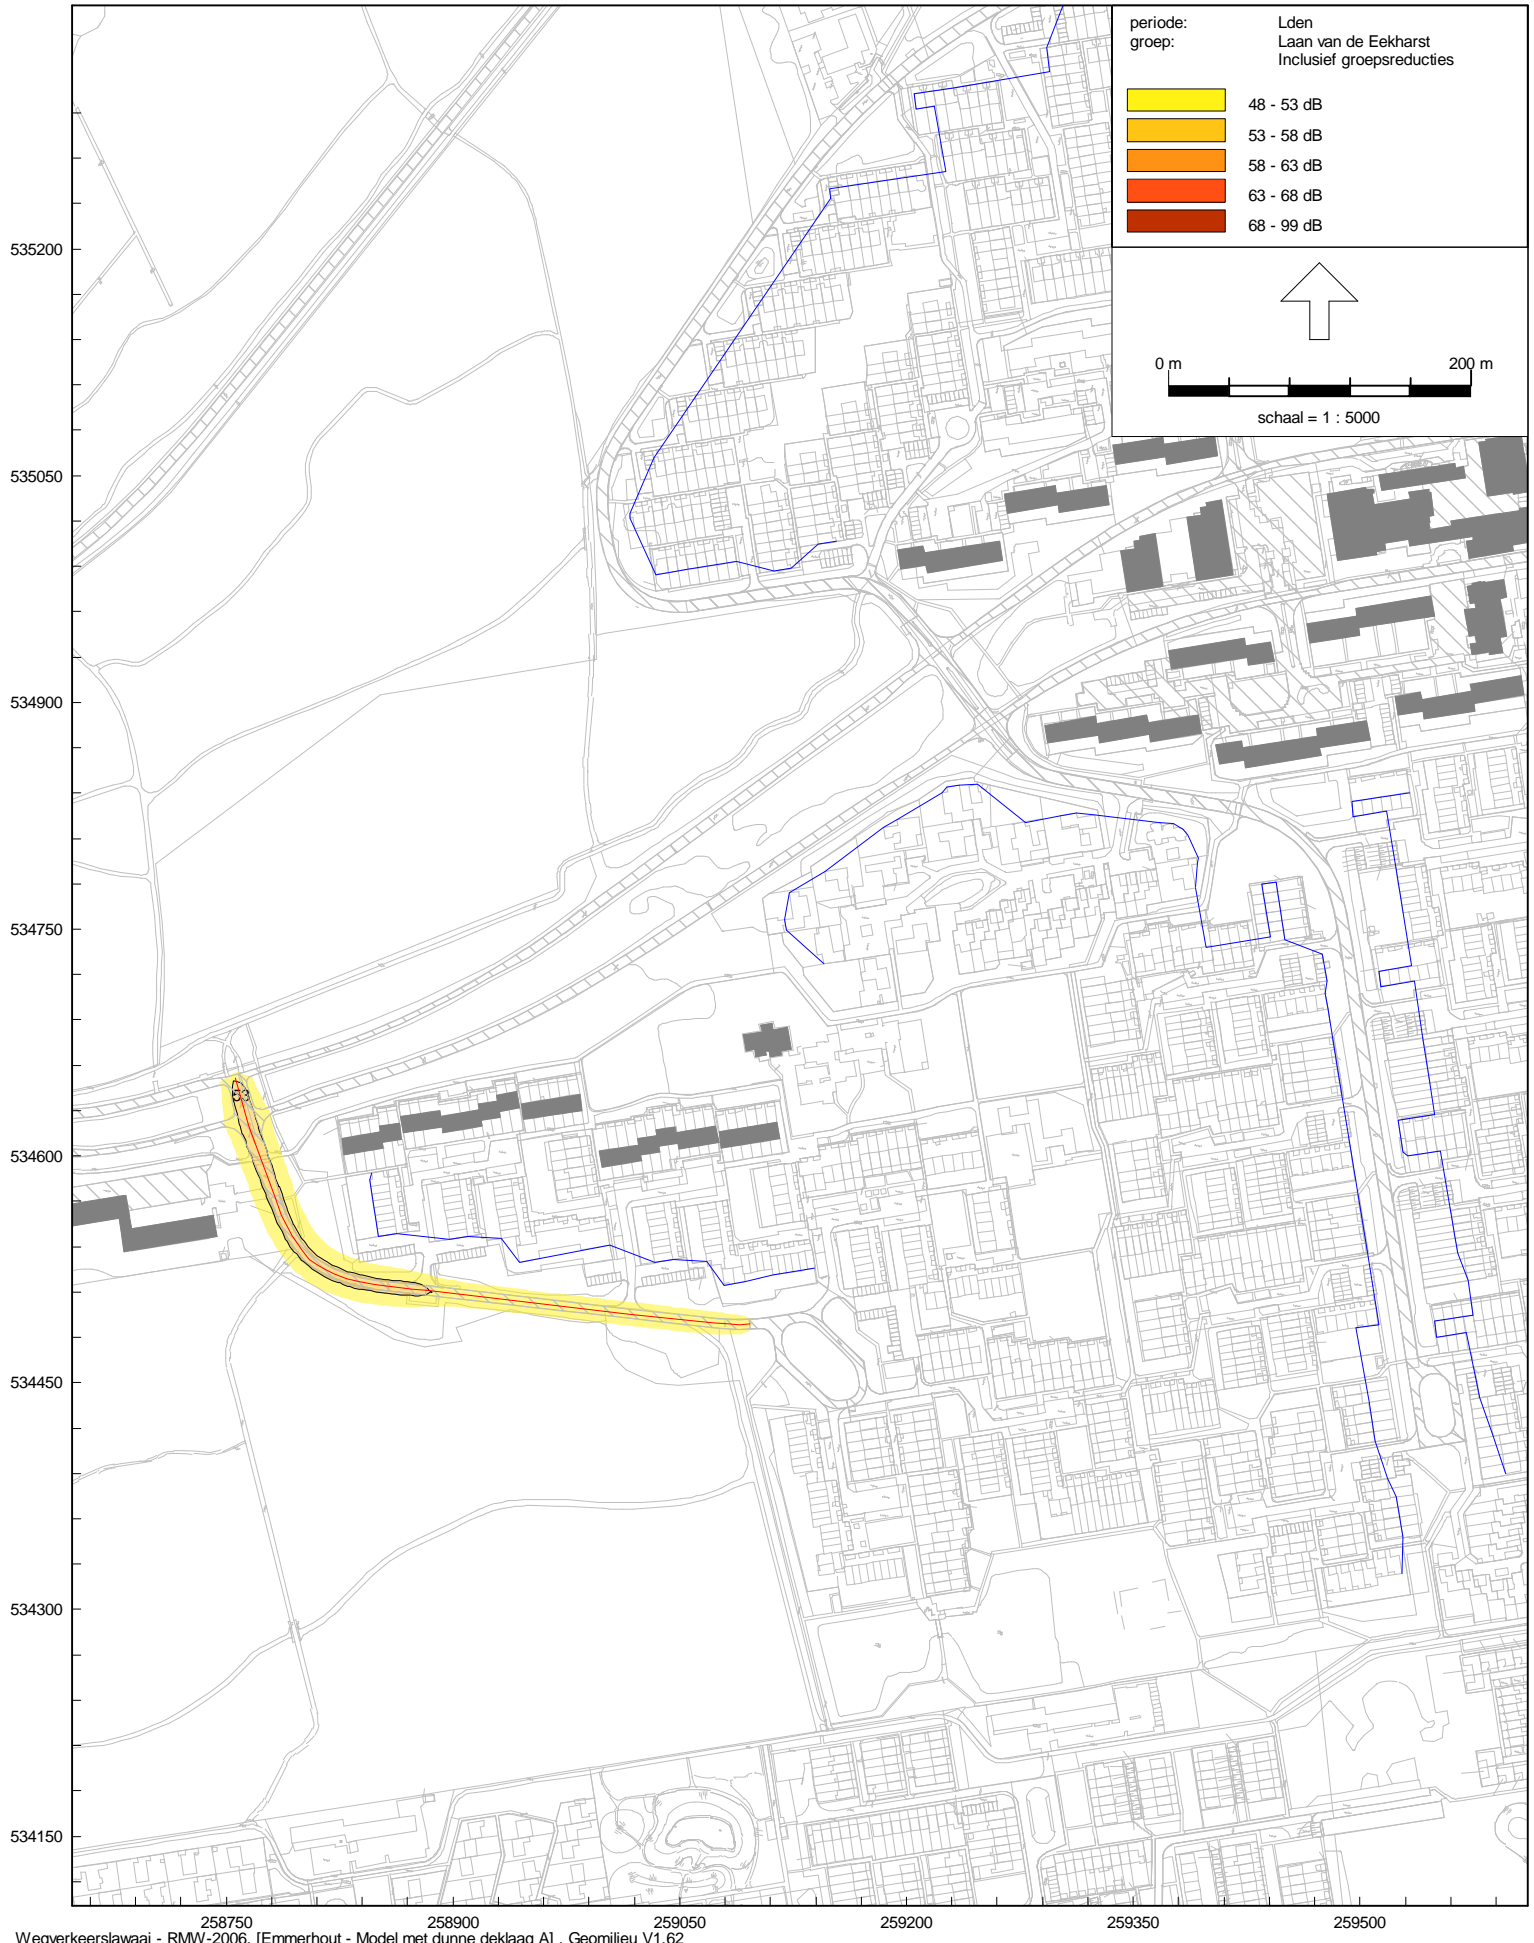 periode: Lden
groep: Laan van de Eekharst
Inclusief groepsreducties
48 - 53 dB
53 - 58 dB
58 - 63 dB
63 - 68 dB
68 - 99 dB
0 m 200 m
schaal = 1 : 5000
535200
535050
534900
534750
534600
534450
534300
534150
53
258750 258900 259050 259200 259350 259500
Wegverkeerslawaai - RMW-2006, [Emmerhout - Model met dunne deklaag A] , Geomilieu V1.62